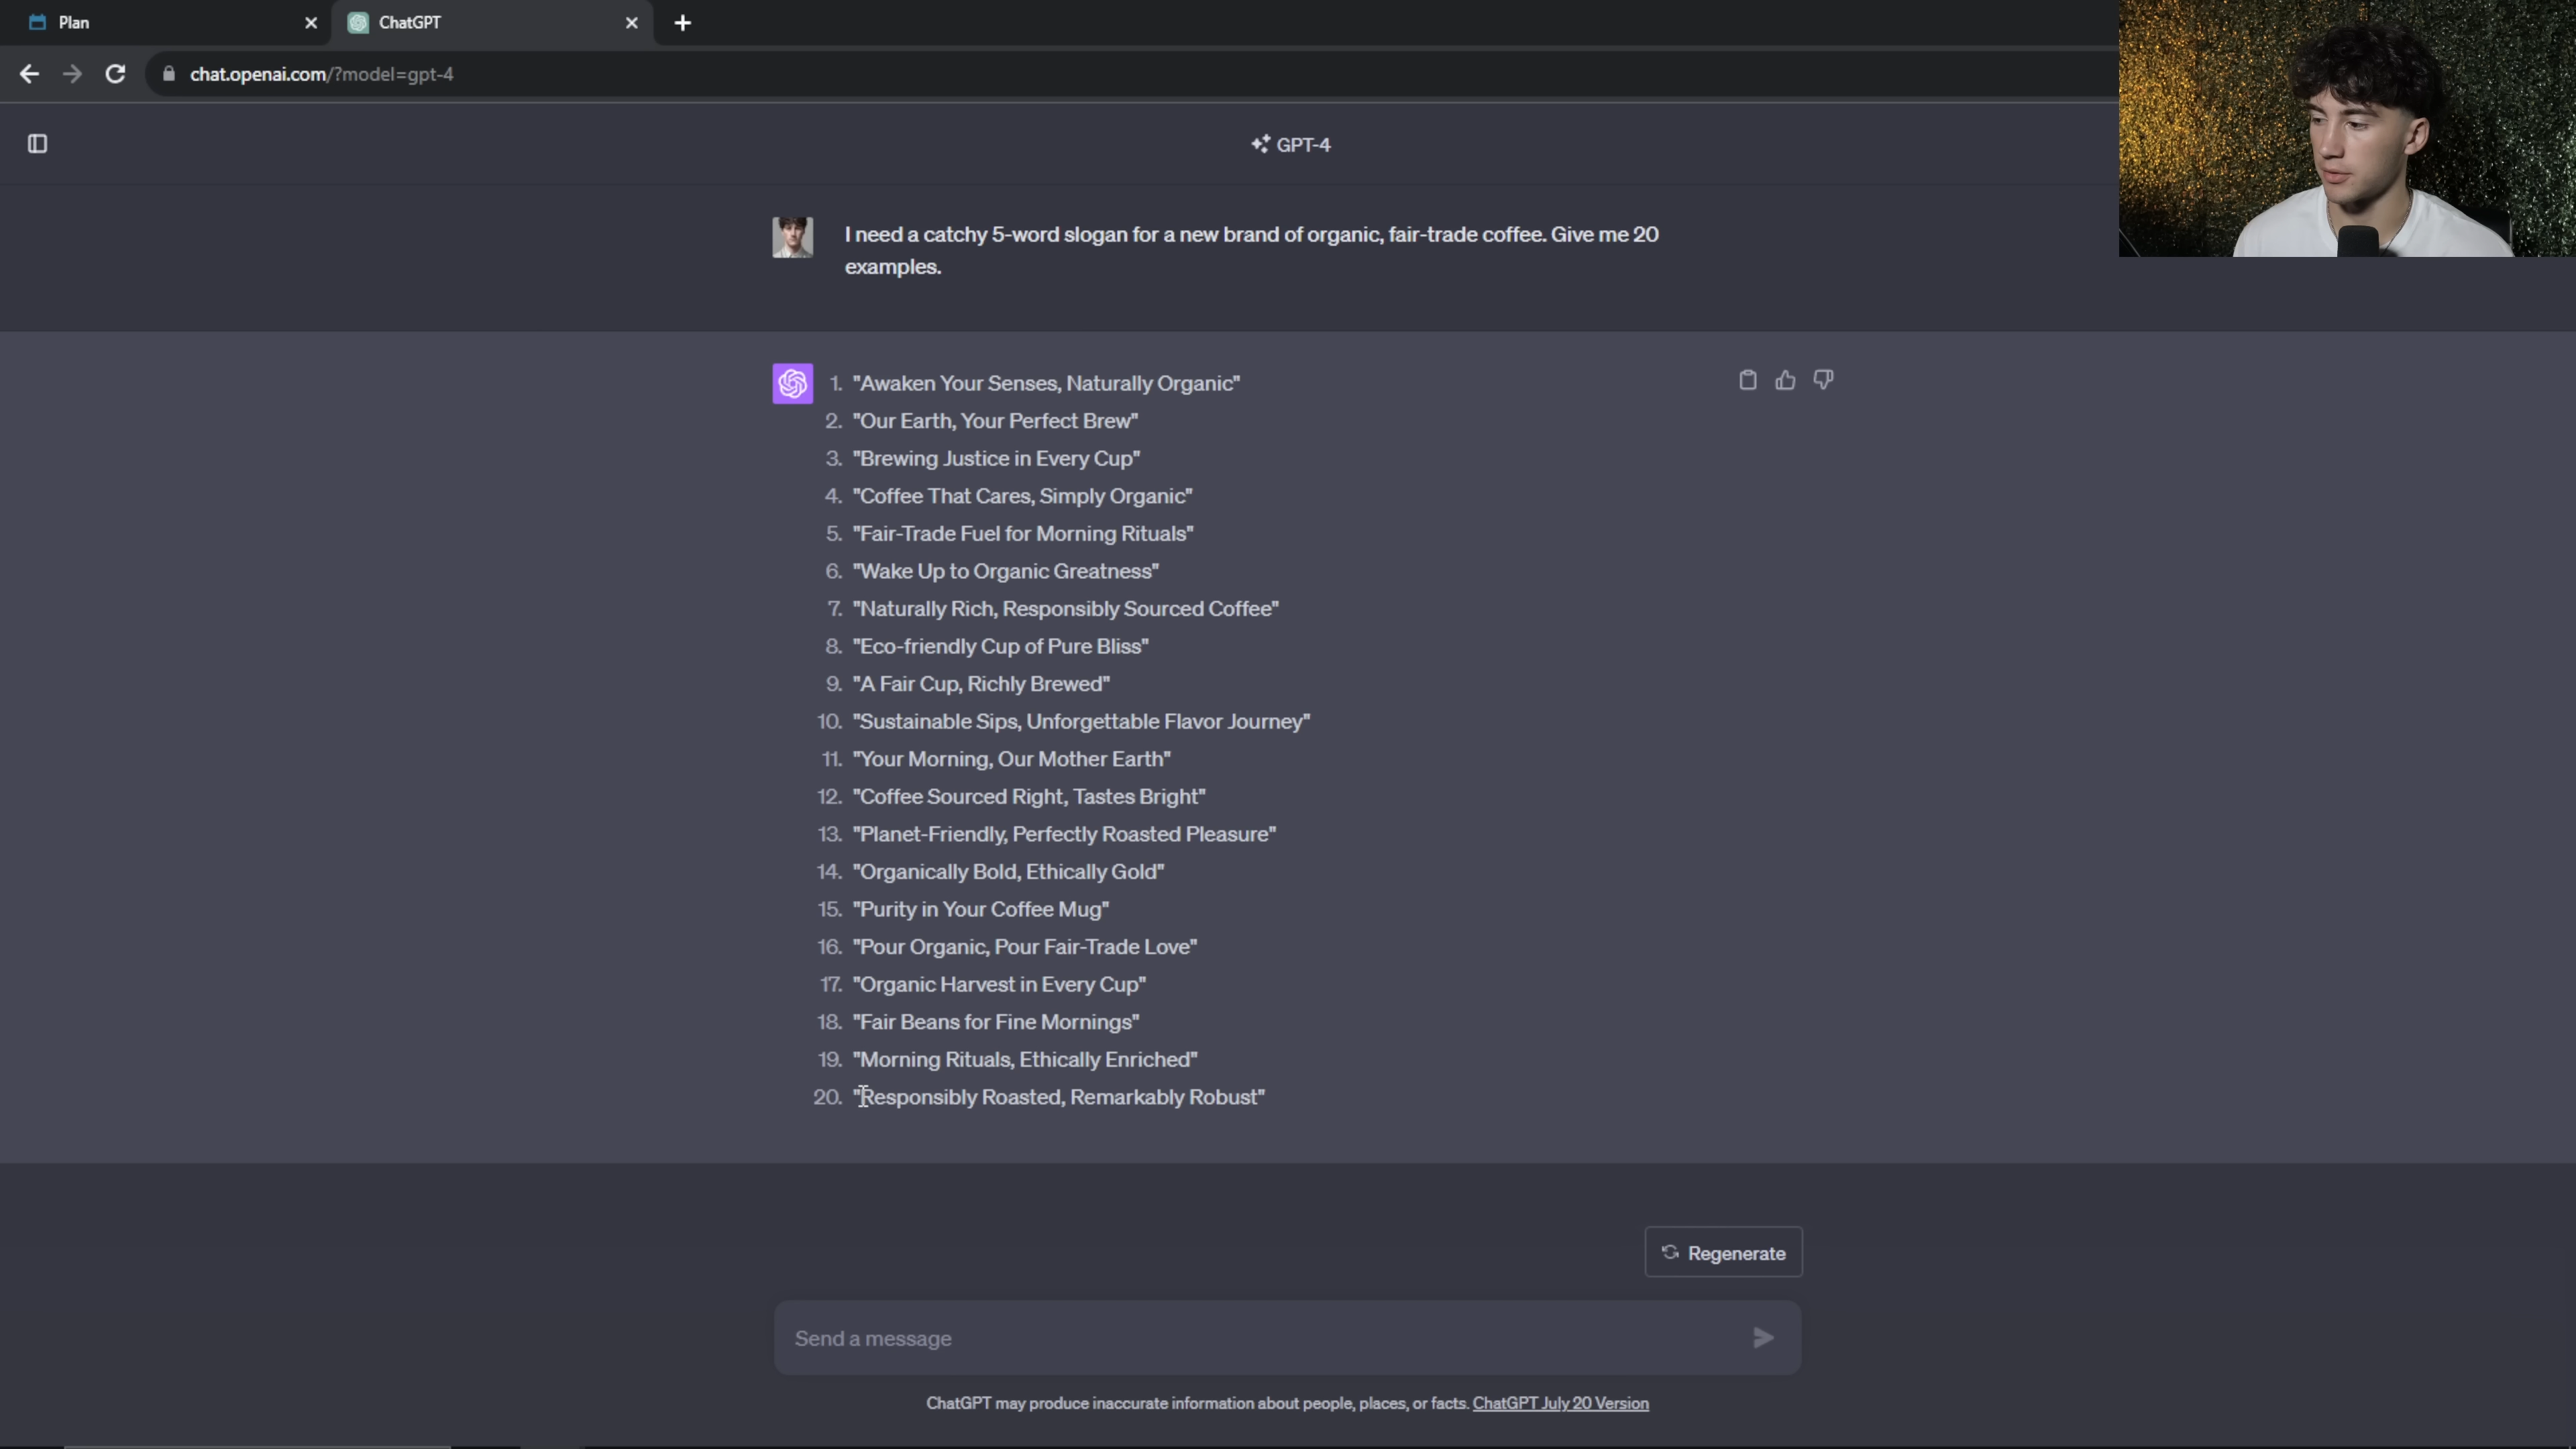 Plan
ChatGPT
chat.openai.com/?model=gpt-4
GPT-4
I need a catchy 5-word slogan for a new brand of organic, fair-trade coffee. Give me 20
examples.
1. "Awaken Your Senses, Naturally Organic"
2. "Our Earth, Your Perfect Brew"
3. "Brewing Justice in Every Cup"
4. "Coffee That Cares, Simply Organic"
5. "Fair-Trade Fuel for Morning Rituals"
6. "Wake Up to Organic Greatness"
7. "Naturally Rich, Responsibly Sourced Coffee"
8. "Eco-friendly Cup of Pure Bliss"
9. "A Fair Cup, Richly Brewed"
10. "Sustainable Sips, Unforgettable Flavor Journey"
11. "Your Morning, Our Mother Earth"
12. "Coffee Sourced Right, Tastes Bright"
13. "Planet-Friendly, Perfectly Roasted Pleasure"
14. "Organically Bold, Ethically Gold"
15. "Purity in Your Coffee Mug"
16. "Pour Organic, Pour Fair-Trade Love"
17. "Organic Harvest in Every Cup"
18. "Fair Beans for Fine Mornings"
19. "Morning Rituals, Ethically Enriched"
20. "Responsibly Roasted, Remarkably Robust"
Regenerate
Send a message
ChatGPT may produce inaccurate information about people, places, or facts. ChatGPT July 20 Version